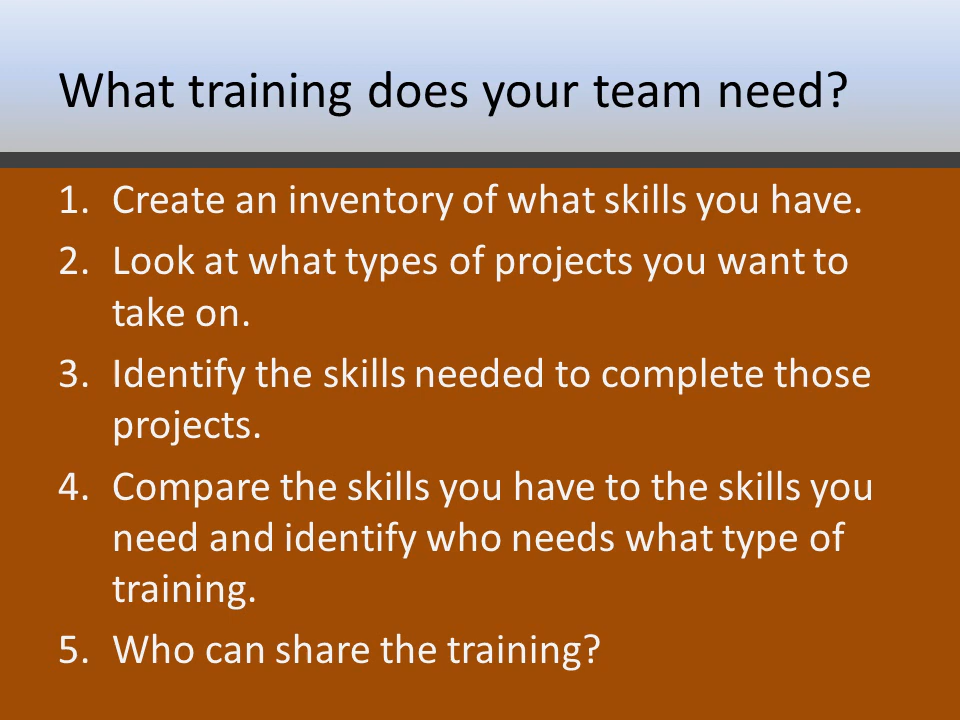 What training does your team need?
1. Create an inventory of what skills you have.
2. Look at what types of projects you want to
take on.
3. Identify the skills needed to complete those
projects.
4. Compare the skills you have to the skills you
need and identify who needs what type of
training.
5. Who can share the training?